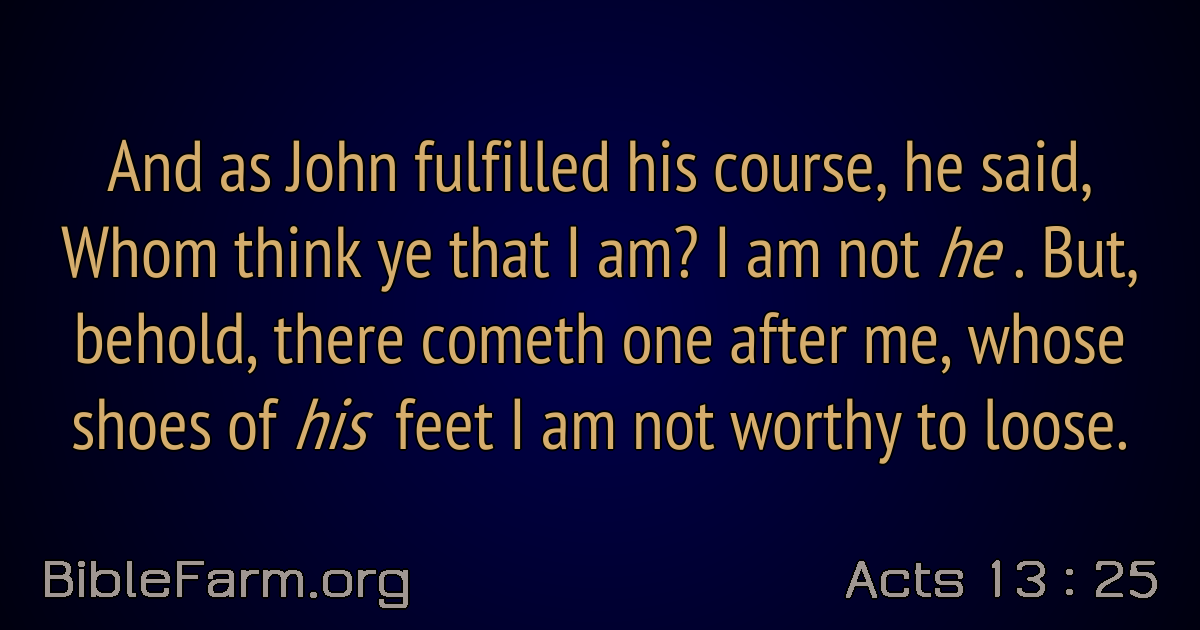 And as John fulfilled his course, he said,
Whom think ye that I am? I am not he . But,
behold, there cometh one after me, whose
shoes of his feet I am not worthy to loose.
BibleFarm.org
Acts 13 : 25